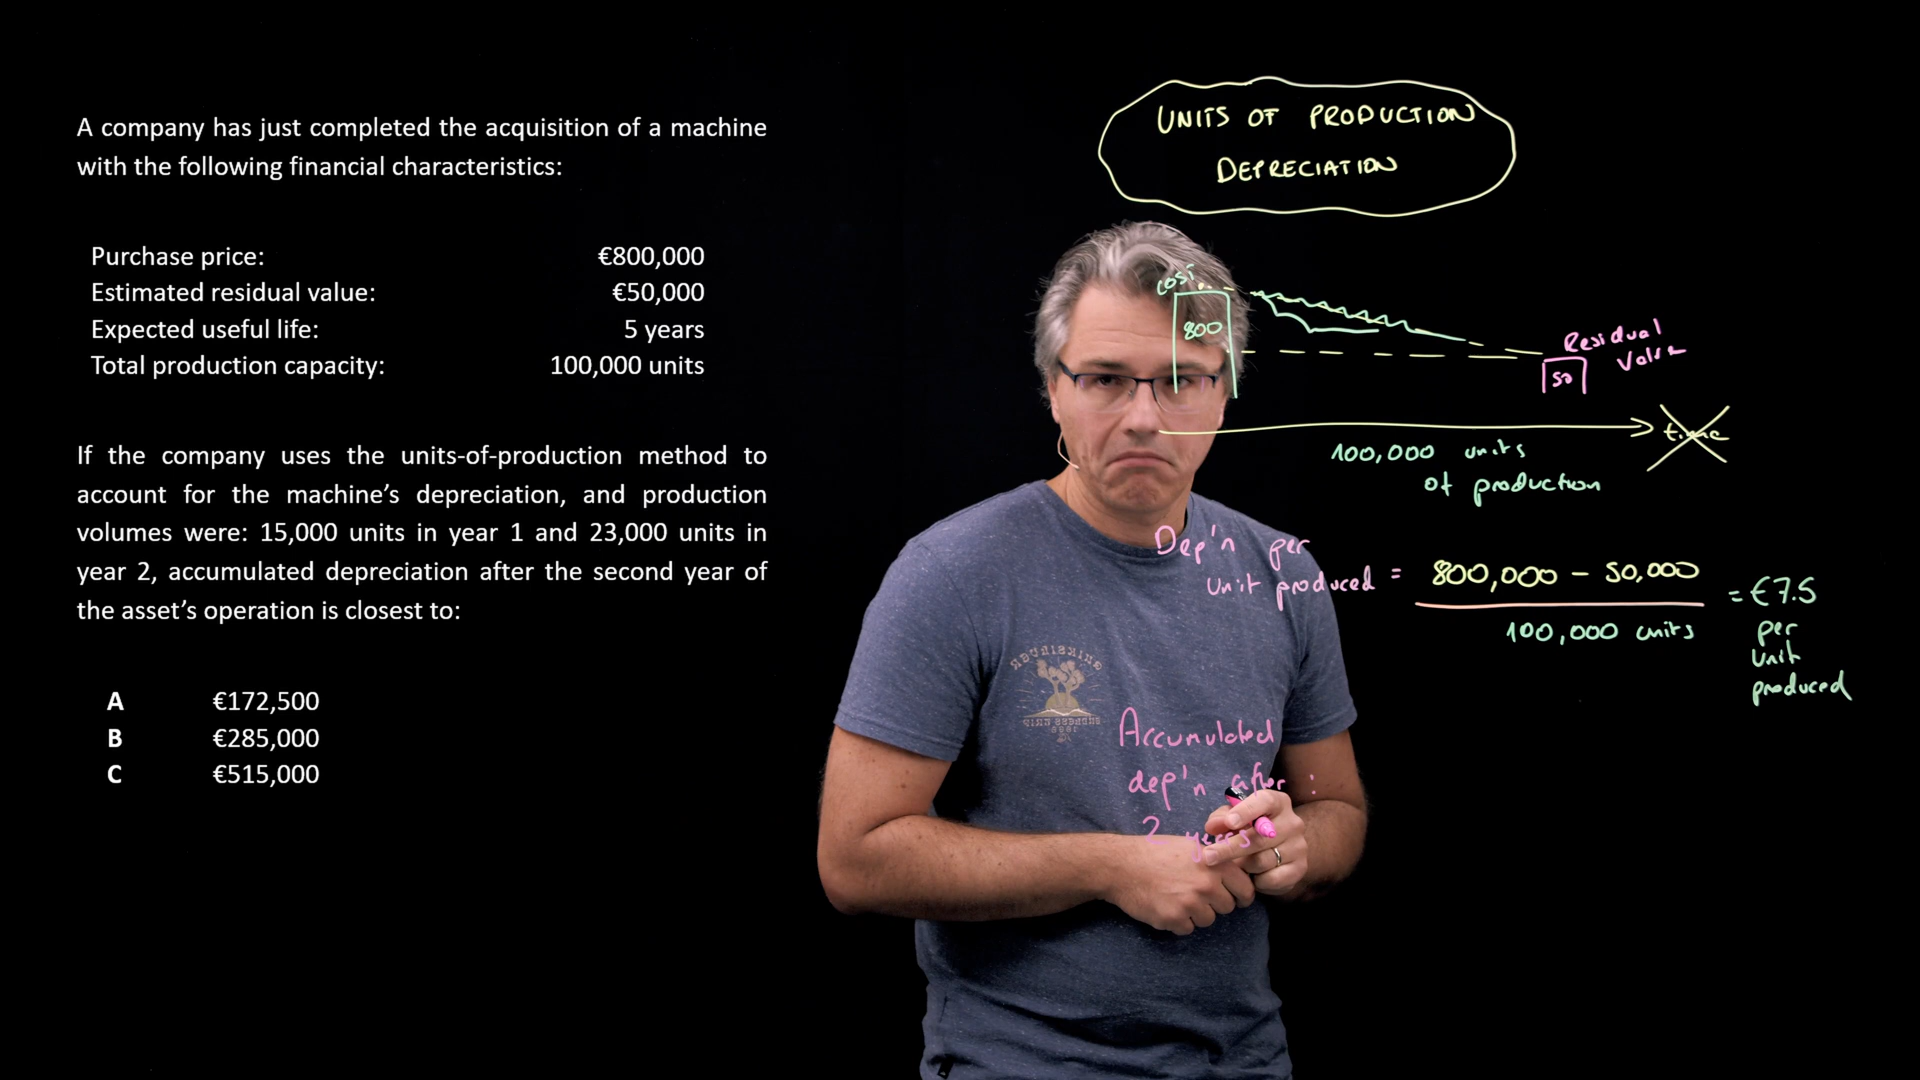 A company has just completed the acquisition of a machine
with the following financial characteristics:
Purchase price: €800,000
Estimated residual value: €50,000
Expected useful life: 5 years
Total production capacity: 100,000 units
If the company uses the units-of-production method to
account for the machine’s depreciation, and production
volumes were: 15,000 units in year 1 and 23,000 units in
year 2, accumulated depreciation after the second year of
the asset’s operation is closest to:
A €172,500
B €285,000
C €515,000
UNITS OF PRODUCTION
DEPRECIATION
cost
800
Residual
Value
50
time
100,000 units
of production
Dep'n per
Unit produced = 800,000 - 50,000
100,000 units
= €7.5
per
unit
produced
Accumulated
dep'n after :
2 years